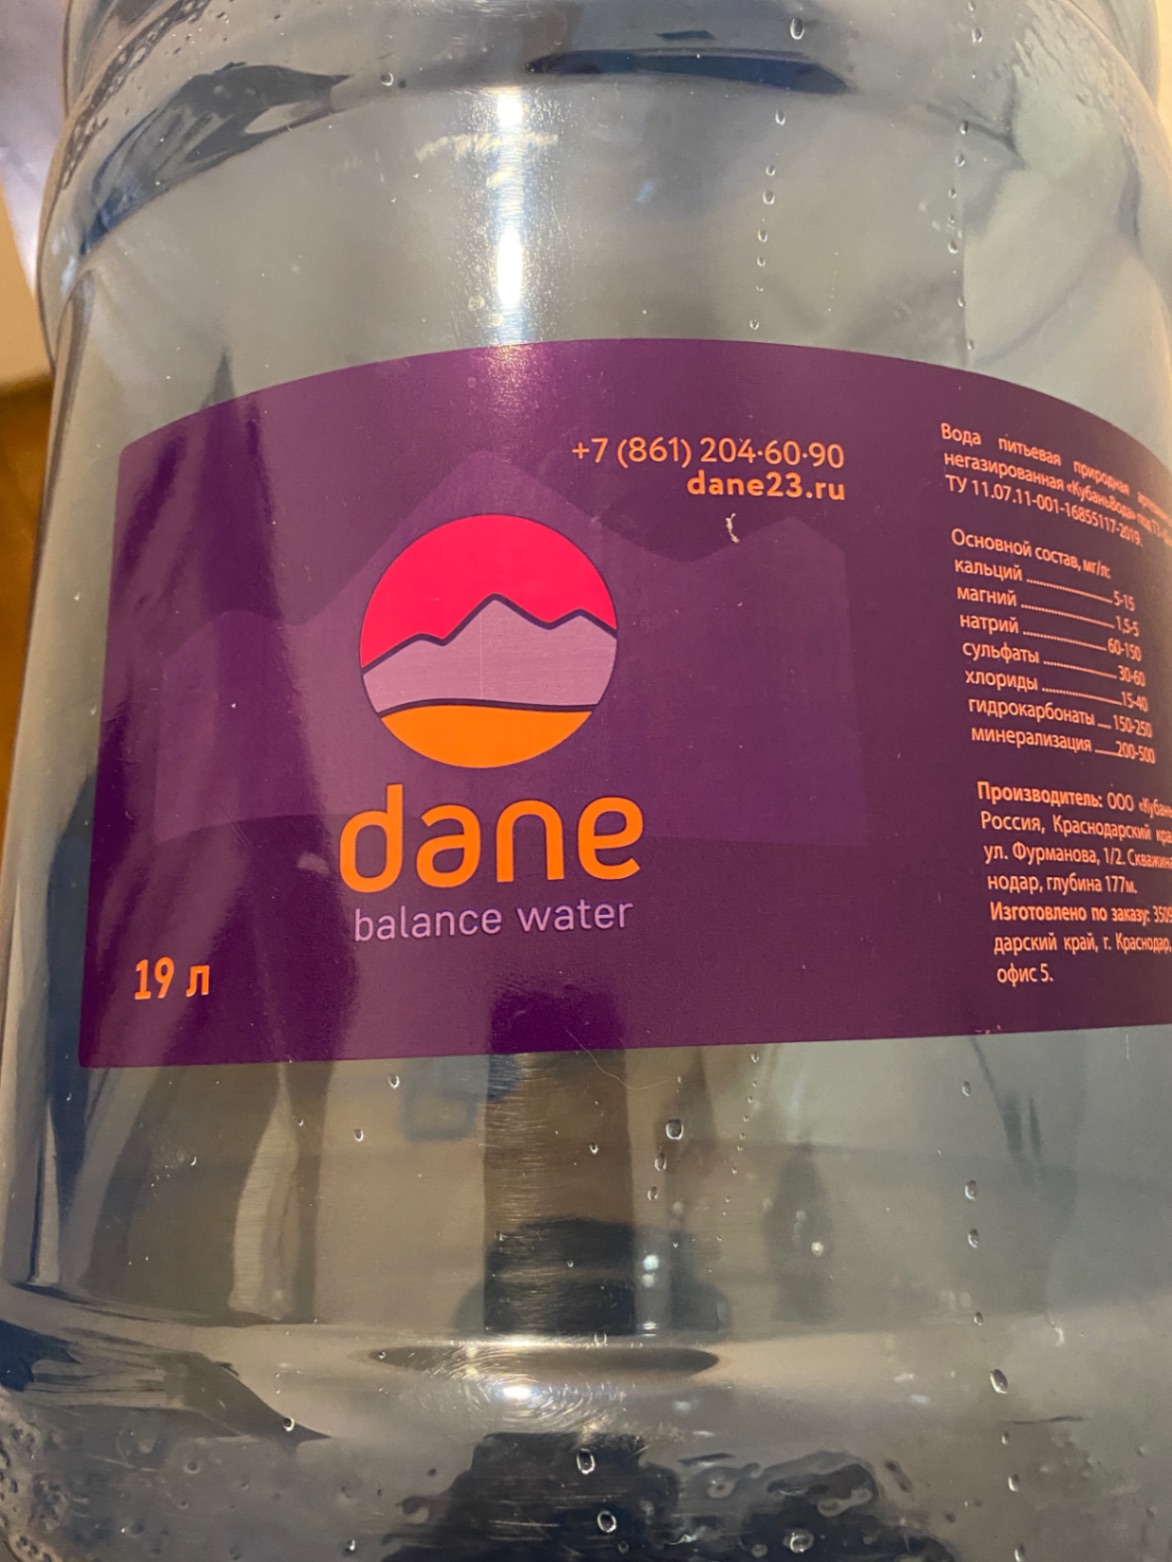 +7 (861) 204-60-90
dane23.ru
dane
balance water
19 л
Вода питьевая природная
негазированная «КубаньВода»
ТУ 11.07.11-001-16855117-2019.
Основной состав, мг/л:
кальций ........ 5-15
магний ........ 1,5-5
натрий ........ 60-150
сульфаты ........ 30-60
хлориды ........ 15-40
гидрокарбонаты .... 150-250
минерализация ..... 200-500
Производитель: ООО
Россия, Краснодарский
ул. Фурманова, 1/2.
нодар, глубина 177м.
Изготовлено по заказу:
дарский край, г. Краснодар,
офис 5.